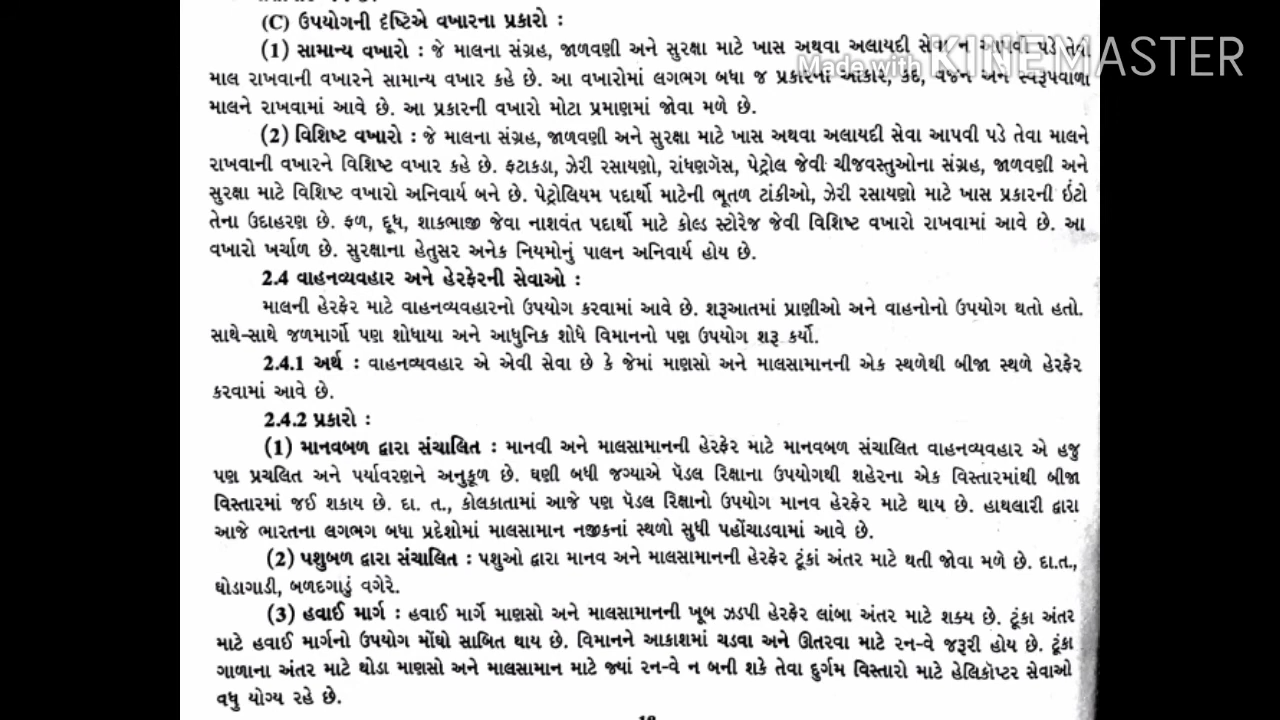 (C) ઉપયોગની દૃષ્ટિએ વખારના પ્રકારો :
(1) સામાન્ય વખારો : જે માલના સંગ્રહ, જાળવણી અને સુરક્ષા માટે ખાસ અથવા અલાયદી સેવા ન આપવી પડે તેવો
Made with KINEMASTER
માલ રાખવાની વખારને સામાન્ય વખાર કહે છે. આ વખારોમાં લગભગ બધા જ પ્રકારના આકાર, કદ, વજન અને સ્વરૂપવાળા
માલને રાખવામાં આવે છે. આ પ્રકારની વખારો મોટા પ્રમાણમાં જોવા મળે છે.
(2) વિશિષ્ટ વખારો : જે માલના સંગ્રહ, જાળવણી અને સુરક્ષા માટે ખાસ અથવા અલાયદી સેવા આપવી પડે તેવા માલને
રાખવાની વખારને વિશિષ્ટ વખાર કહે છે. ફટાકડા, ઝેરી રસાયણો, રાંધણગૅસ, પેટ્રોલ જેવી ચીજવસ્તુઓના સંગ્રહ, જાળવણી અને
સુરક્ષા માટે વિશિષ્ટ વખારો અનિવાર્ય બને છે. પેટ્રોલિયમ પદાર્થો માટેની ભૂતળ ટાંકીઓ, ઝેરી રસાયણો માટે ખાસ પ્રકારની ઇંટો
તેના ઉદાહરણ છે. ફળ, દૂધ, શાકભાજી જેવા નાશવંત પદાર્થો માટે કોલ્ડ સ્ટોરેજ જેવી વિશિષ્ટ વખારો રાખવામાં આવે છે. આ
વખારો ખર્ચાળ છે. સુરક્ષાના હેતુસર અનેક નિયમોનું પાલન અનિવાર્ય હોય છે.
2.4 વાહનવ્યવહાર અને હેરફેરની સેવાઓ :
માલની હેરફેર માટે વાહનવ્યવહારનો ઉપયોગ કરવામાં આવે છે. શરૂઆતમાં પ્રાણીઓ અને વાહનોનો ઉપયોગ થતો હતો.
સાથે-સાથે જળમાર્ગો પણ શોધાયા અને આધુનિક શોધે વિમાનનો પણ ઉપયોગ શરૂ કર્યો.
2.4.1 અર્થ : વાહનવ્યવહાર એ એવી સેવા છે કે જેમાં માણસો અને માલસામાનની એક સ્થળેથી બીજા સ્થળે હેરફેર
કરવામાં આવે છે.
2.4.2 પ્રકારો :
(1) માનવબળ દ્વારા સંચાલિત : માનવી અને માલસામાનની હેરફેર માટે માનવબળ સંચાલિત વાહનવ્યવહાર એ હજુ
પણ પ્રચલિત અને પર્યાવરણને અનુકૂળ છે. ઘણી બધી જગ્યાએ પૅડલ રિક્ષાના ઉપયોગથી શહેરના એક વિસ્તારમાંથી બીજા
વિસ્તારમાં જઈ શકાય છે. દા. ત., કોલકાતામાં આજે પણ પૅડલ રિક્ષાનો ઉપયોગ માનવ હેરફેર માટે થાય છે. હાથલારી દ્વારા
આજે ભારતના લગભગ બધા પ્રદેશોમાં માલસામાન નજીકનાં સ્થળો સુધી પહોંચાડવામાં આવે છે.
(2) પશુબળ દ્વારા સંચાલિત : પશુઓ દ્વારા માનવ અને માલસામાનની હેરફેર ટૂંકાં અંતર માટે થતી જોવા મળે છે. દા.ત.,
ઘોડાગાડી, બળદગાડું વગેરે.
(3) હવાઈ માર્ગ : હવાઈ માર્ગે માણસો અને માલસામાનની ખૂબ ઝડપી હેરફેર લાંબા અંતર માટે શક્ય છે. ટૂંકા અંતર
માટે હવાઈ માર્ગનો ઉપયોગ મોંઘો સાબિત થાય છે. વિમાનને આકાશમાં ચડવા અને ઊતરવા માટે રન-વે જરૂરી હોય છે. ટૂંકા
ગાળાના અંતર માટે થોડા માણસો અને માલસામાન માટે જ્યાં રન-વે ન બની શકે તેવા દુર્ગમ વિસ્તારો માટે હેલિકૉપ્ટર સેવાઓ
વધુ યોગ્ય રહે છે.